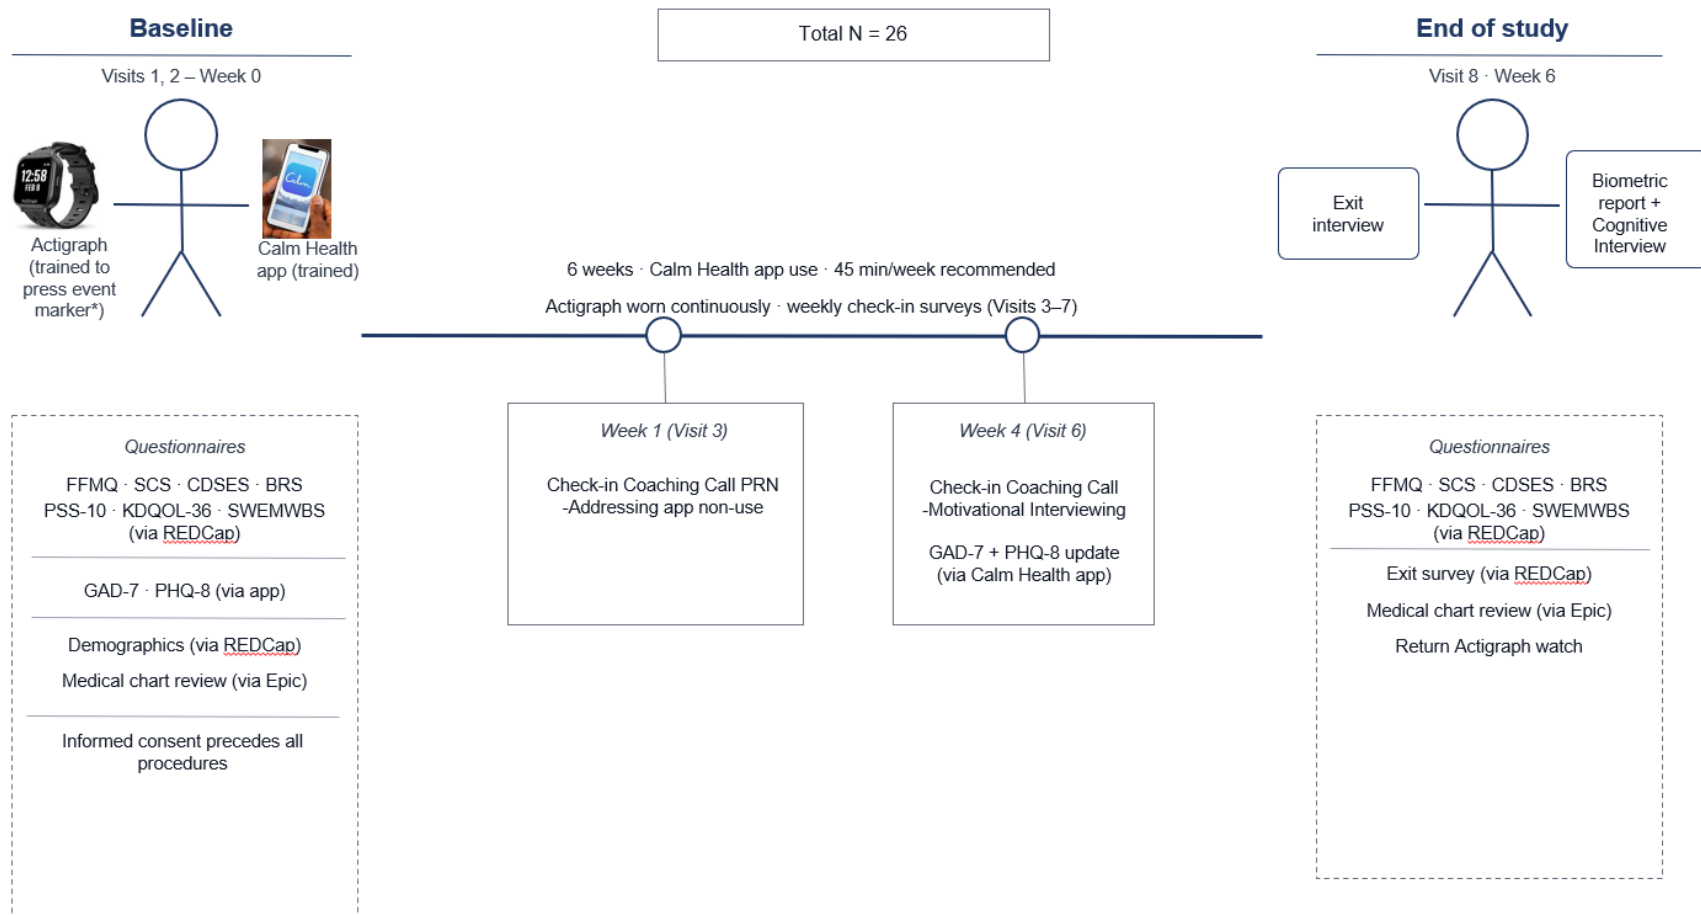 Baseline
Visits 1, 2 – Week 0
12:58
FEB 9
Calm
Actigraph
(trained to
press event
marker*)
Calm Health
app (trained)
Total N = 26
6 weeks · Calm Health app use · 45 min/week recommended
Actigraph worn continuously · weekly check-in surveys (Visits 3–7)
End of study
Visit 8 · Week 6
Exit
interview
Biometric
report +
Cognitive
Interview
Questionnaires
FFMQ · SCS · CDSES · BRS
PSS-10 · KDQOL-36 · SWEMWBS
(via REDCap)
GAD-7 · PHQ-8 (via app)
Demographics (via REDCap)
Medical chart review (via Epic)
Informed consent precedes all
procedures
Week 1 (Visit 3)
Check-in Coaching Call PRN
-Addressing app non-use
Week 4 (Visit 6)
Check-in Coaching Call
-Motivational Interviewing
GAD-7 + PHQ-8 update
(via Calm Health app)
Questionnaires
FFMQ · SCS · CDSES · BRS
PSS-10 · KDQOL-36 · SWEMWBS
(via REDCap)
Exit survey (via REDCap)
Medical chart review (via Epic)
Return Actigraph watch